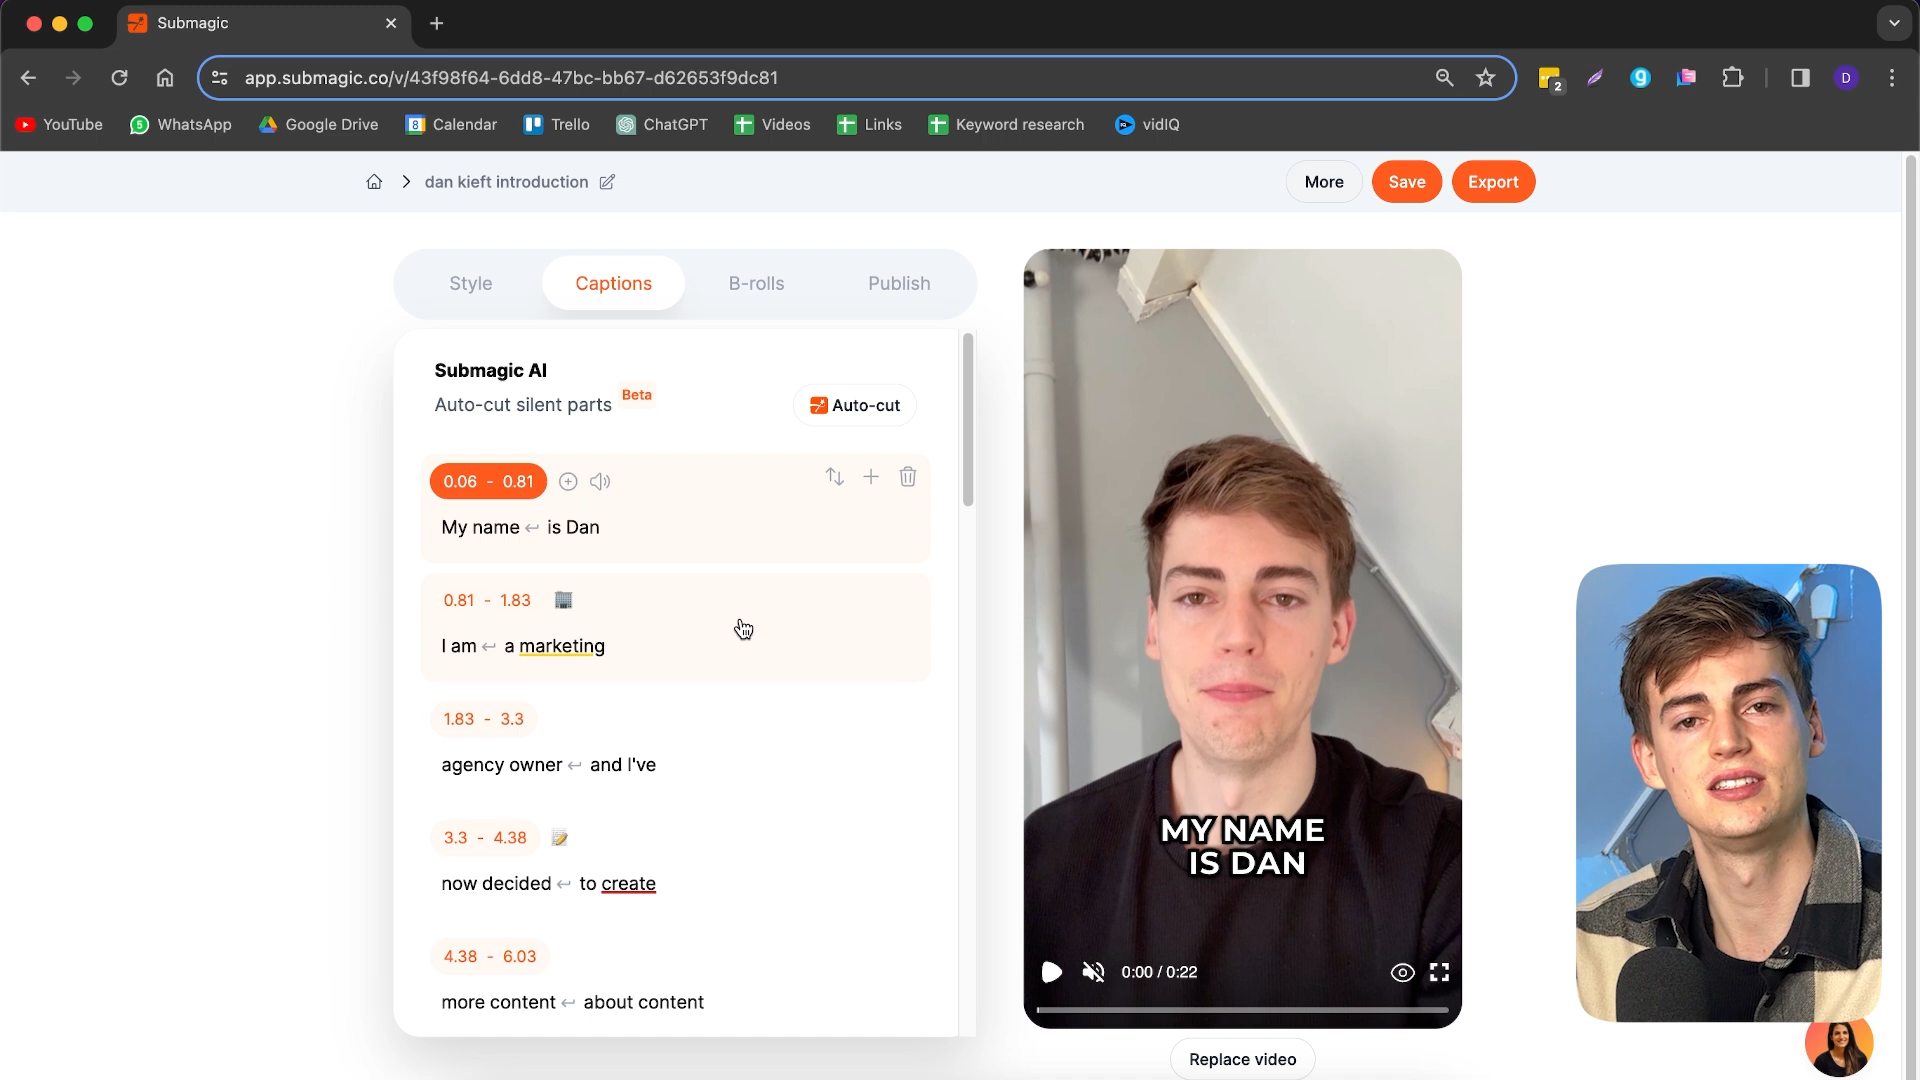 Submagic
app.submagic.co/v/43f98f64-6dd8-47bc-bb67-d62653f9dc81
2
D
YouTube
5
WhatsApp
Google Drive
8
Calendar
Trello
ChatGPT
Videos
Links
Keyword research
vidIQ
dan kieft introduction
More
Save
Export
Style
Captions
B-rolls
Publish
Submagic AI
Auto-cut silent parts
Beta
Auto-cut
0.06 - 0.81
My name ↩ is Dan
0.81 - 1.83
I am ↩ a marketing
1.83 - 3.3
agency owner ↩ and I've
3.3 - 4.38
now decided ↩ to create
4.38 - 6.03
more content ↩ about content
MY NAME
IS DAN
0:00 / 0:22
Replace video